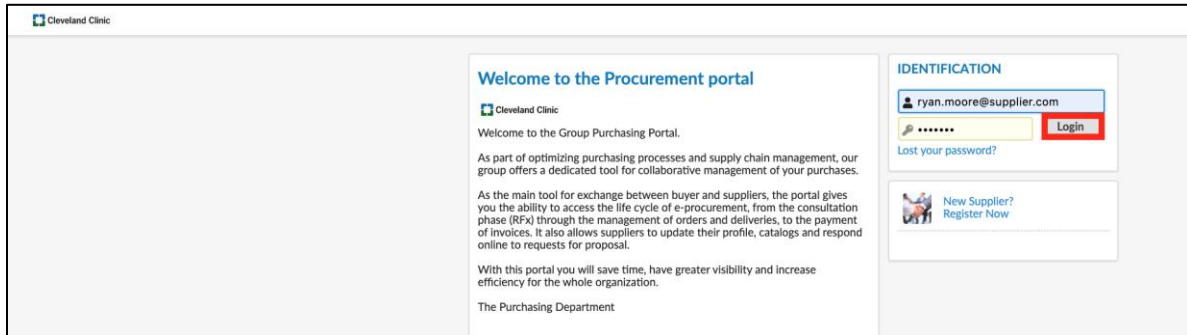 Cleveland Clinic
Welcome to the Procurement portal
Cleveland Clinic
Welcome to the Group Purchasing Portal.
As part of optimizing purchasing processes and supply chain management, our
group offers a dedicated tool for collaborative management of your purchases.
As the main tool for exchange between buyer and suppliers, the portal gives
you the ability to access the life cycle of e-procurement, from the consultation
phase (RFx) through the management of orders and deliveries, to the payment
of invoices. It also allows suppliers to update their profile, catalogs and respond
online to requests for proposal.
With this portal you will save time, have greater visibility and increase
efficiency for the whole organization.
The Purchasing Department
IDENTIFICATION
ryan.moore@supplier.com
•••••••
Login
Lost your password?
New Supplier?
Register Now